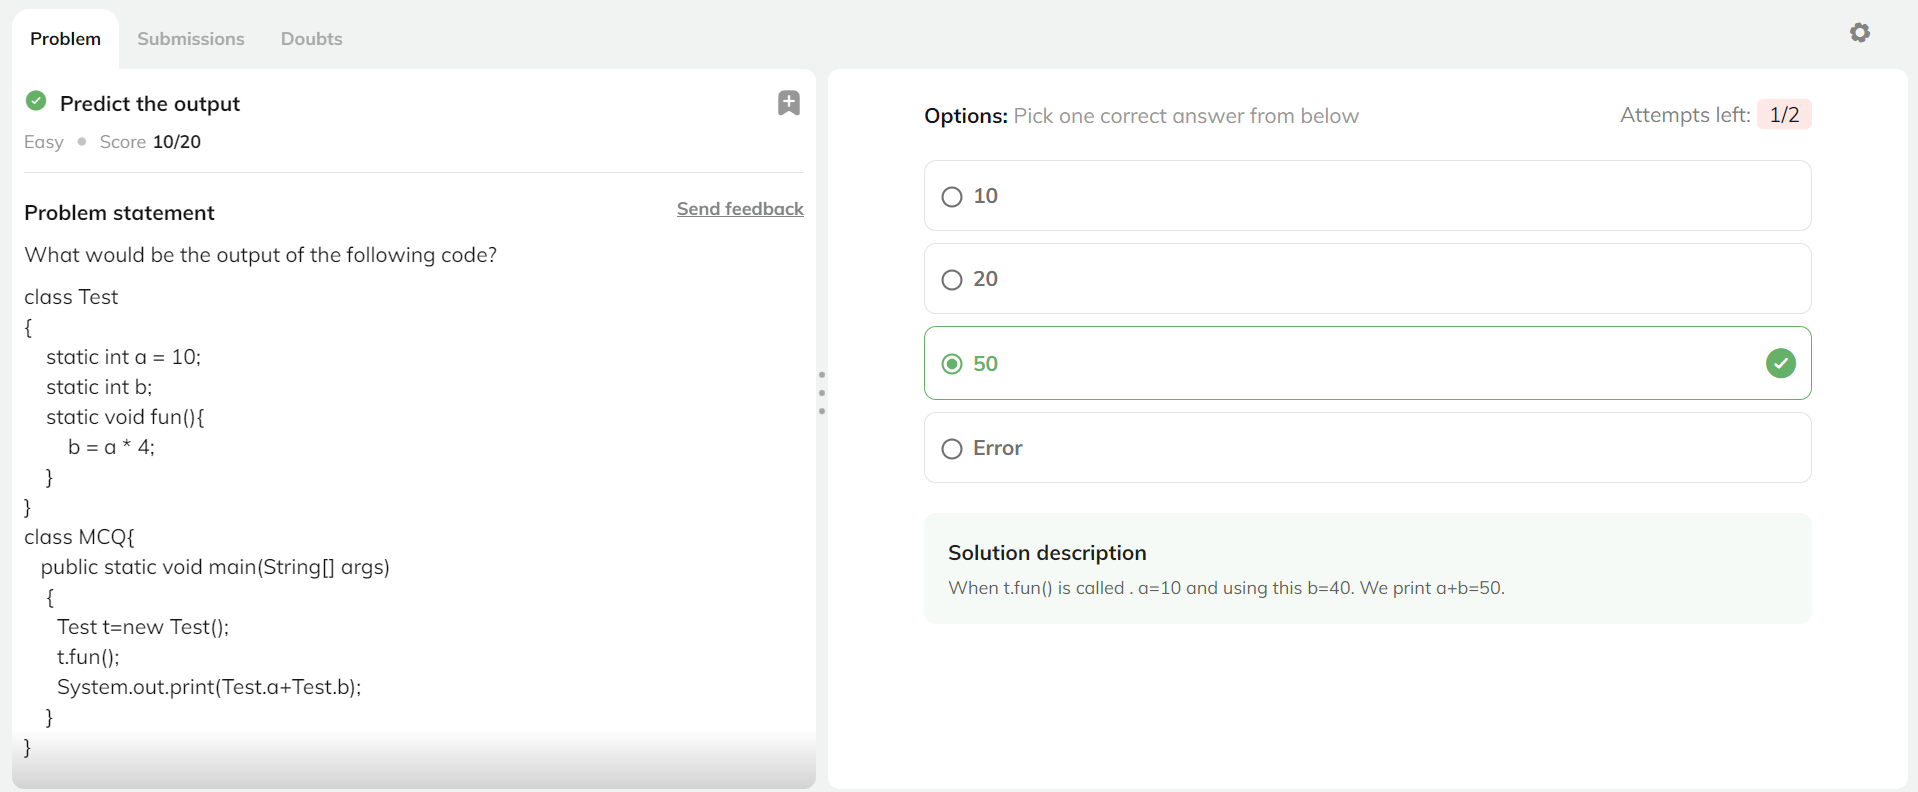 Problem Submissions Doubts
Predict the output
Easy • Score 10/20
Problem statement Send feedback
What would be the output of the following code?
class Test
{
    static int a = 10;
    static int b;
    static void fun(){
        b = a * 4;
    }
}
class MCQ{
   public static void main(String[] args)
    {
      Test t=new Test();
      t.fun();
      System.out.print(Test.a+Test.b);
    }
}
Options: Pick one correct answer from below Attempts left: 1/2
10
20
50
Error
Solution description
When t.fun() is called . a=10 and using this b=40. We print a+b=50.